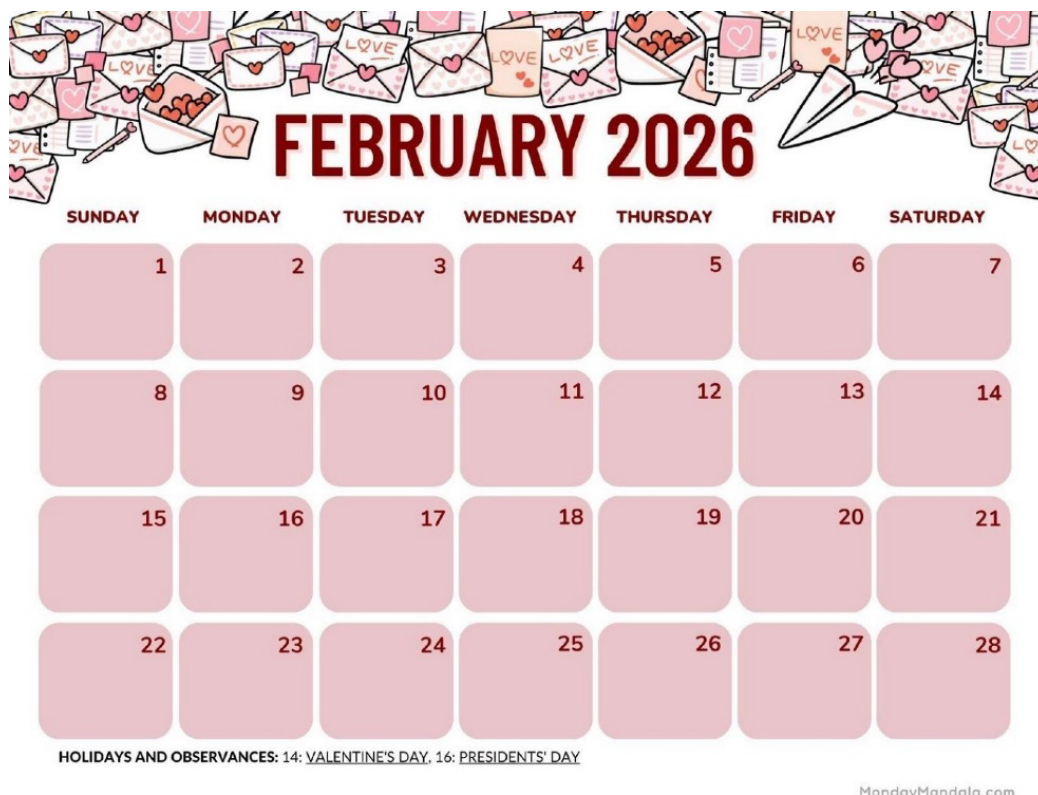 LOVE
LOVE
LOVE
LOVE
LOVE
LOVE
LOVE
FEBRUARY 2026
SUNDAY MONDAY TUESDAY WEDNESDAY THURSDAY FRIDAY SATURDAY
1 2 3 4 5 6 7
8 9 10 11 12 13 14
15 16 17 18 19 20 21
22 23 24 25 26 27 28
HOLIDAYS AND OBSERVANCES: 14: VALENTINE'S DAY, 16: PRESIDENTS' DAY
MondayMandala.com